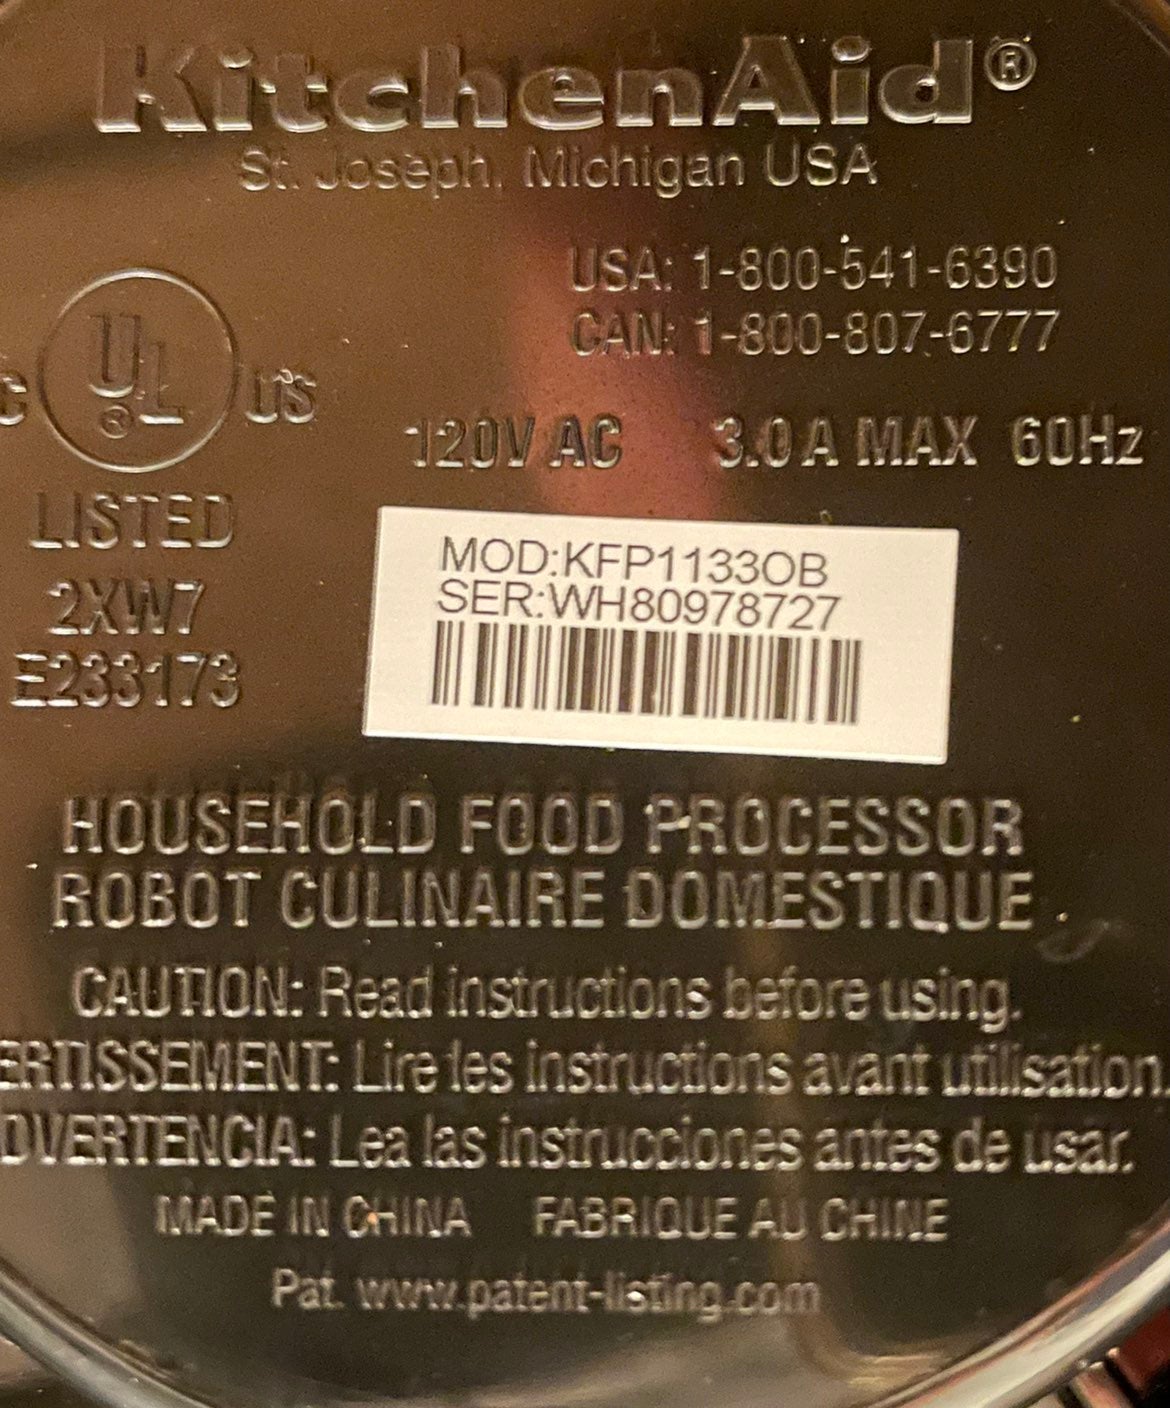 KitchenAid®
St. Joseph, Michigan USA
USA: 1-800-541-6390
CAN: 1-800-807-6777
C UL® US
120V AC 3.0 A MAX 60Hz
LISTED
2XW7
E233173
MOD:KFP1133OB
SER:WH80978727
HOUSEHOLD FOOD PROCESSOR
ROBOT CULINAIRE DOMESTIQUE
CAUTION: Read instructions before using.
ERTISSEMENT: Lire les instructions avant utilisation.
DVERTENCIA: Lea las instrucciones antes de usar.
MADE IN CHINA FABRIQUE AU CHINE
Pat. www.patent-listing.com